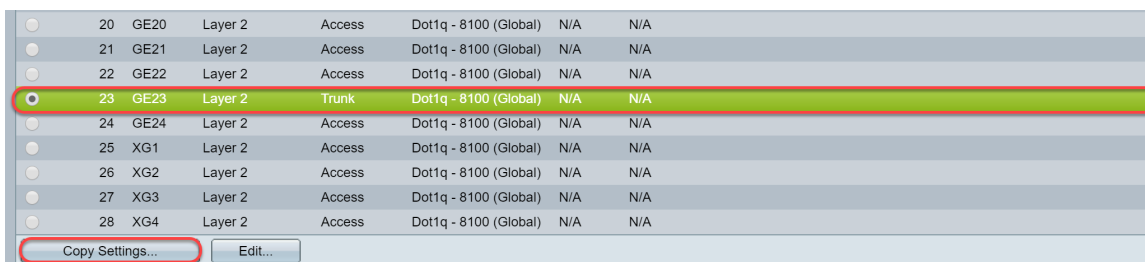 20 GE20 Layer 2 Access Dot1q - 8100 (Global) N/A N/A
21 GE21 Layer 2 Access Dot1q - 8100 (Global) N/A N/A
22 GE22 Layer 2 Access Dot1q - 8100 (Global) N/A N/A
23 GE23 Layer 2 Trunk Dot1q - 8100 (Global) N/A N/A
24 GE24 Layer 2 Access Dot1q - 8100 (Global) N/A N/A
25 XG1 Layer 2 Access Dot1q - 8100 (Global) N/A N/A
26 XG2 Layer 2 Access Dot1q - 8100 (Global) N/A N/A
27 XG3 Layer 2 Access Dot1q - 8100 (Global) N/A N/A
28 XG4 Layer 2 Access Dot1q - 8100 (Global) N/A N/A
Copy Settings... Edit...